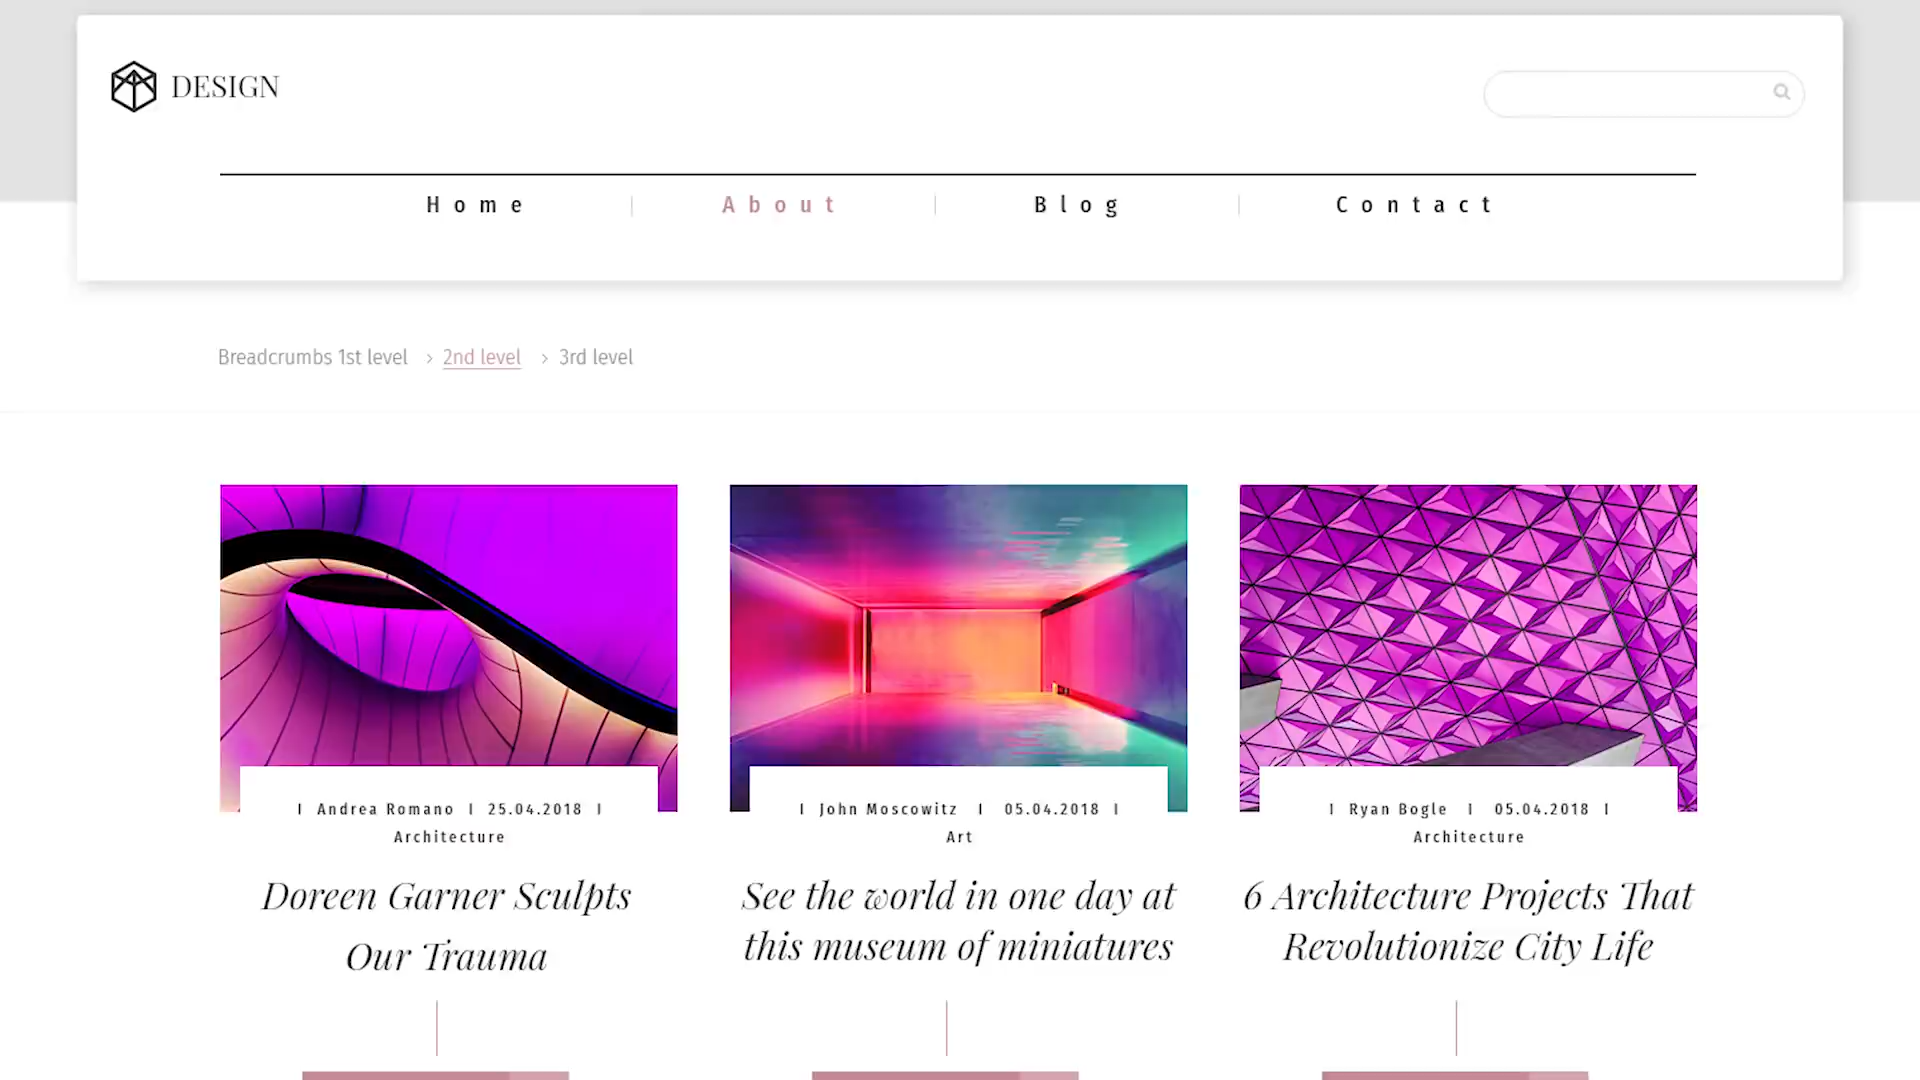 DESIGN
Home
About
Blog
Contact
Breadcrumbs 1st level > 2nd level > 3rd level
| Andrea Romano | 25.04.2018 |
Architecture
| John Moscowitz | 05.04.2018 |
Art
| Ryan Bogle | 05.04.2018 |
Architecture
Doreen Garner Sculpts
Our Trauma
See the world in one day at
this museum of miniatures
6 Architecture Projects That
Revolutionize City Life